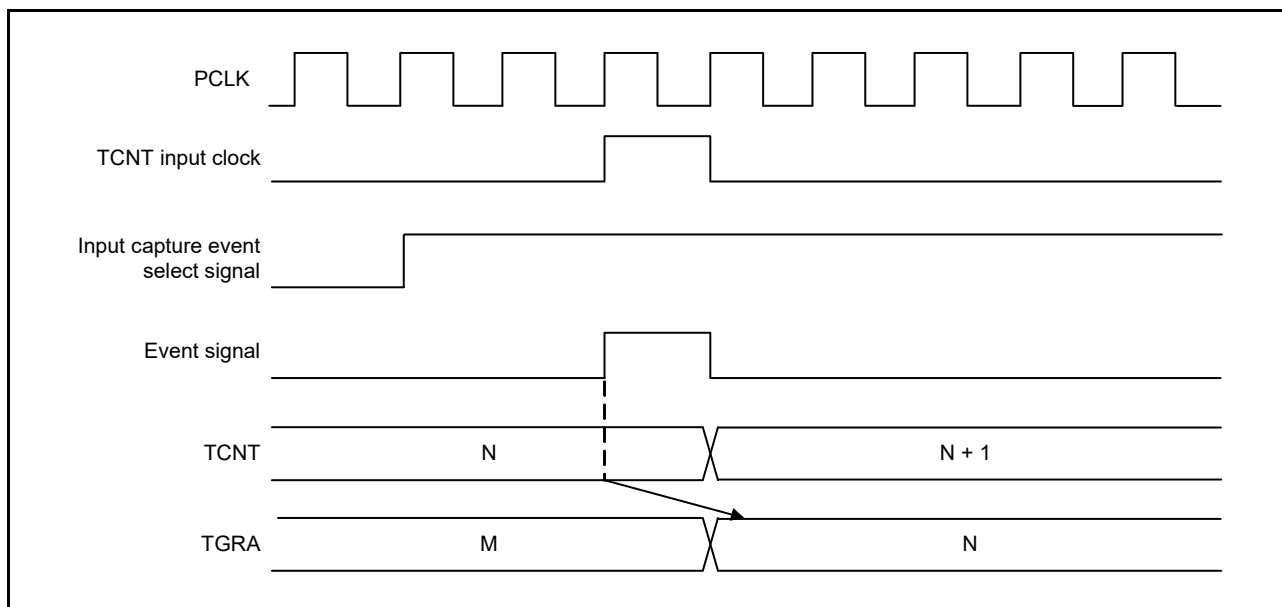 PCLK
TCNT input clock
Input capture event
select signal
Event signal
TCNT
N
N + 1
TGRA
M
N